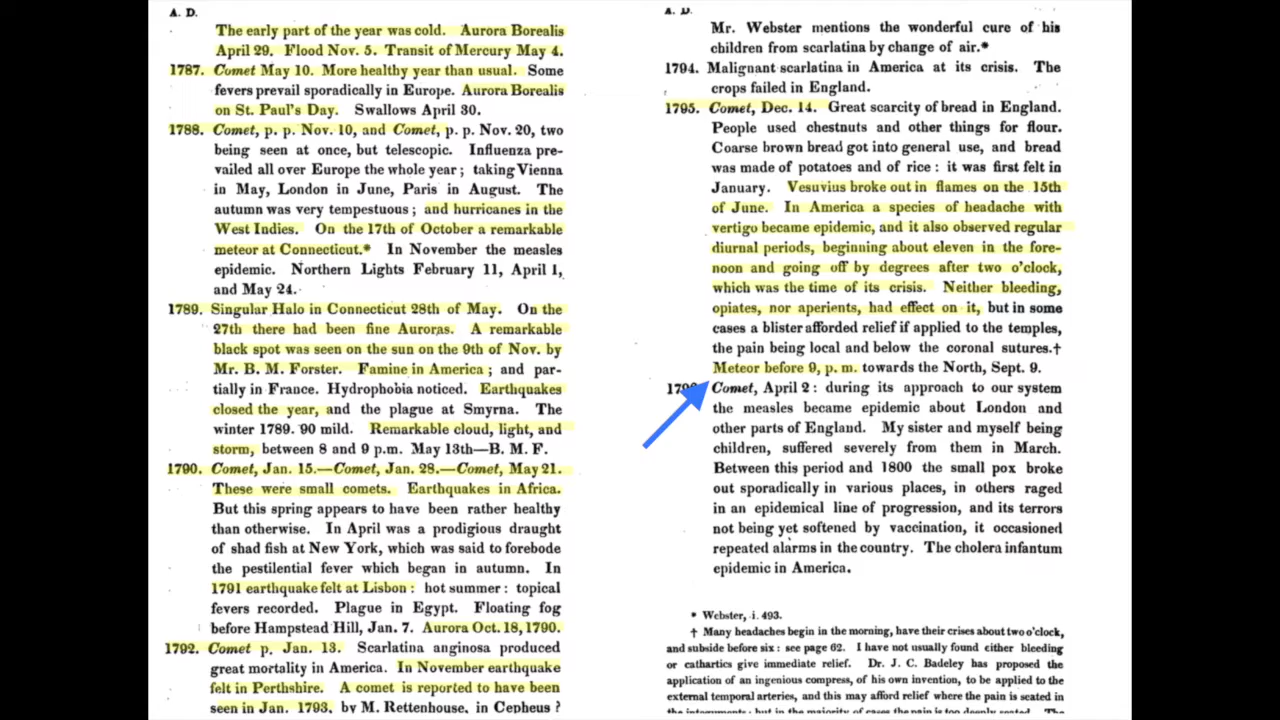 A. D.
The early part of the year was cold. Aurora Borealis
April 29. Flood Nov. 5. Transit of Mercury May 4.
1787. Comet May 10. More healthy year than usual. Some
fevers prevail sporadically in Europe. Aurora Borealis
on St. Paul's Day. Swallows April 30.
1788. Comet, p. p. Nov. 10, and Comet, p. p. Nov. 20, two
being seen at once, but telescopic. Influenza pre-
vailed all over Europe the whole year; taking Vienna
in May, London in June, Paris in August. The
autumn was very tempestuous; and hurricanes in the
West Indies. On the 17th of October a remarkable
meteor at Connecticut.* In November the measles
epidemic. Northern Lights February 11, April 1,
and May 24.
1789. Singular Halo in Connecticut 28th of May. On the
27th there had been fine Auroras. A remarkable
black spot was seen on the sun on the 9th of Nov. by
Mr. B. M. Forster. Famine in America; and par-
tially in France. Hydrophobia noticed. Earthquakes
closed the year, and the plague at Smyrna. The
winter 1789. 90 mild. Remarkable cloud, light, and
storm, between 8 and 9 p.m. May 13th—B. M. F.
1790. Comet, Jan. 15.—Comet, Jan. 28.—Comet, May 21.
These were small comets. Earthquakes in Africa.
But this spring appears to have been rather healthy
than otherwise. In April was a prodigious draught
of shad fish at New York, which was said to forebode
the pestilential fever which began in autumn. In
1791 earthquake felt at Lisbon: hot summer: topical
fevers recorded. Plague in Egypt. Floating fog
before Hampstead Hill, Jan. 7. Aurora Oct. 18, 1790.
1792. Comet p. Jan. 13. Scarlatina anginosa produced
great mortality in America. In November earthquake
felt in Perthshire. A comet is reported to have been
seen in Jan. 1793, by M. Rettenhouse, in Cepheus?
A. D.
Mr. Webster mentions the wonderful cure of his
children from scarlatina by change of air.*
1794. Malignant scarlatina in America at its crisis. The
crops failed in England.
1795. Comet, Dec. 14. Great scarcity of bread in England.
People used chestnuts and other things for flour.
Coarse brown bread got into general use, and bread
was made of potatoes and of rice: it was first felt in
January. Vesuvius broke out in flames on the 15th
of June. In America a species of headache with
vertigo became epidemic, and it also observed regular
diurnal periods, beginning about eleven in the fore-
noon and going off by degrees after two o'clock,
which was the time of its crisis. Neither bleeding,
opiates, nor aperients, had effect on it, but in some
cases a blister afforded relief if applied to the temples,
the pain being local and below the coronal sutures.†
Meteor before 9, p. m. towards the North, Sept. 9.
Comet, April 2: during its approach to our system
the measles became epidemic about London and
other parts of England. My sister and myself being
children, suffered severely from them in March.
Between this period and 1800 the small pox broke
out sporadically in various places, in others raged
in an epidemical line of progression, and its terrors
not being yet softened by vaccination, it occasioned
repeated alarms in the country. The cholera infantum
epidemic in America.
* Webster, i. 493.
† Many headaches begin in the morning, have their crises about two o'clock,
and subside before six: see page 62. I have not usually found either bleeding
or cathartics give immediate relief. Dr. J. C. Badeley has proposed the
application of an ingenious compress, of his own invention, to be applied to the
external temporal arteries, and this may afford relief where the pain is seated in